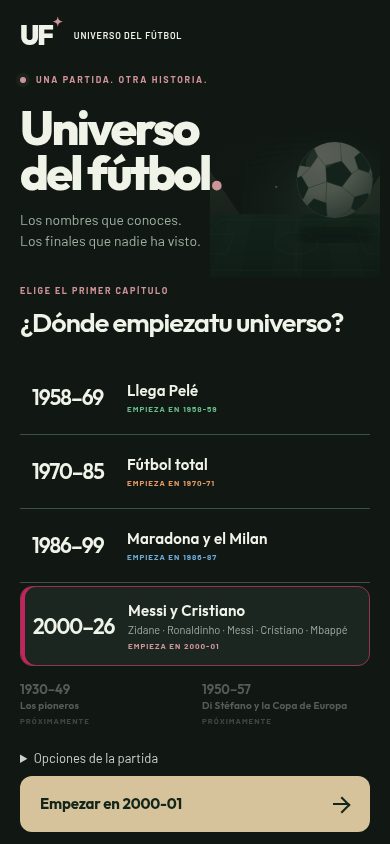 UF UNIVERSO DEL FÚTBOL
UNA PARTIDA. OTRA HISTORIA.
Universo
del fútbol.
Los nombres que conoces.
Los finales que nadie ha visto.
ELIGE EL PRIMER CAPÍTULO
¿Dónde empiezatu universo?
1958–69
Llega Pelé
EMPIEZA EN 1958-59
1970–85
Fútbol total
EMPIEZA EN 1970-71
1986–99
Maradona y el Milan
EMPIEZA EN 1986-87
2000–26
Messi y Cristiano
Zidane · Ronaldinho · Messi · Cristiano · Mbappé
EMPIEZA EN 2000-01
1930–49
Los pioneros
PRÓXIMAMENTE
1950–57
Di Stéfano y la Copa de Europa
PRÓXIMAMENTE
Opciones de la partida
Empezar en 2000-01